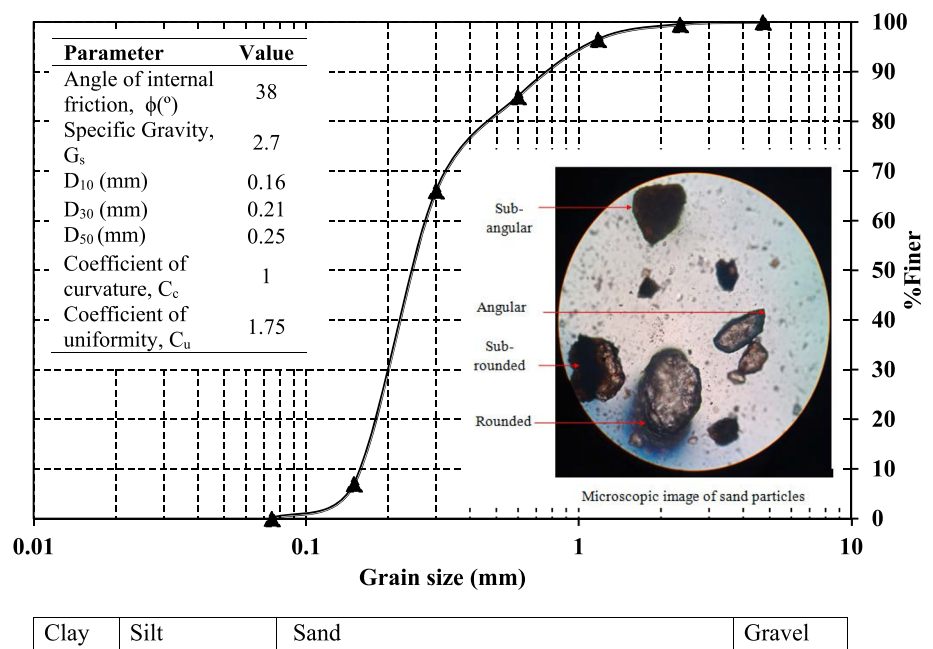 Parameter Value
Angle of internal
friction, ϕ(º) 38
Specific Gravity,
Gs 2.7
D10 (mm) 0.16
D30 (mm) 0.21
D50 (mm) 0.25
Coefficient of
curvature, Cc 1
Coefficient of
uniformity, Cu 1.75
100
90
80
70
60
50
40
30
20
10
0
%Finer
Sub-
angular
Angular
Sub-
rounded
Rounded
Microscopic image of sand particles
0.01 0.1 1 10
Grain size (mm)
Clay Silt Sand Gravel